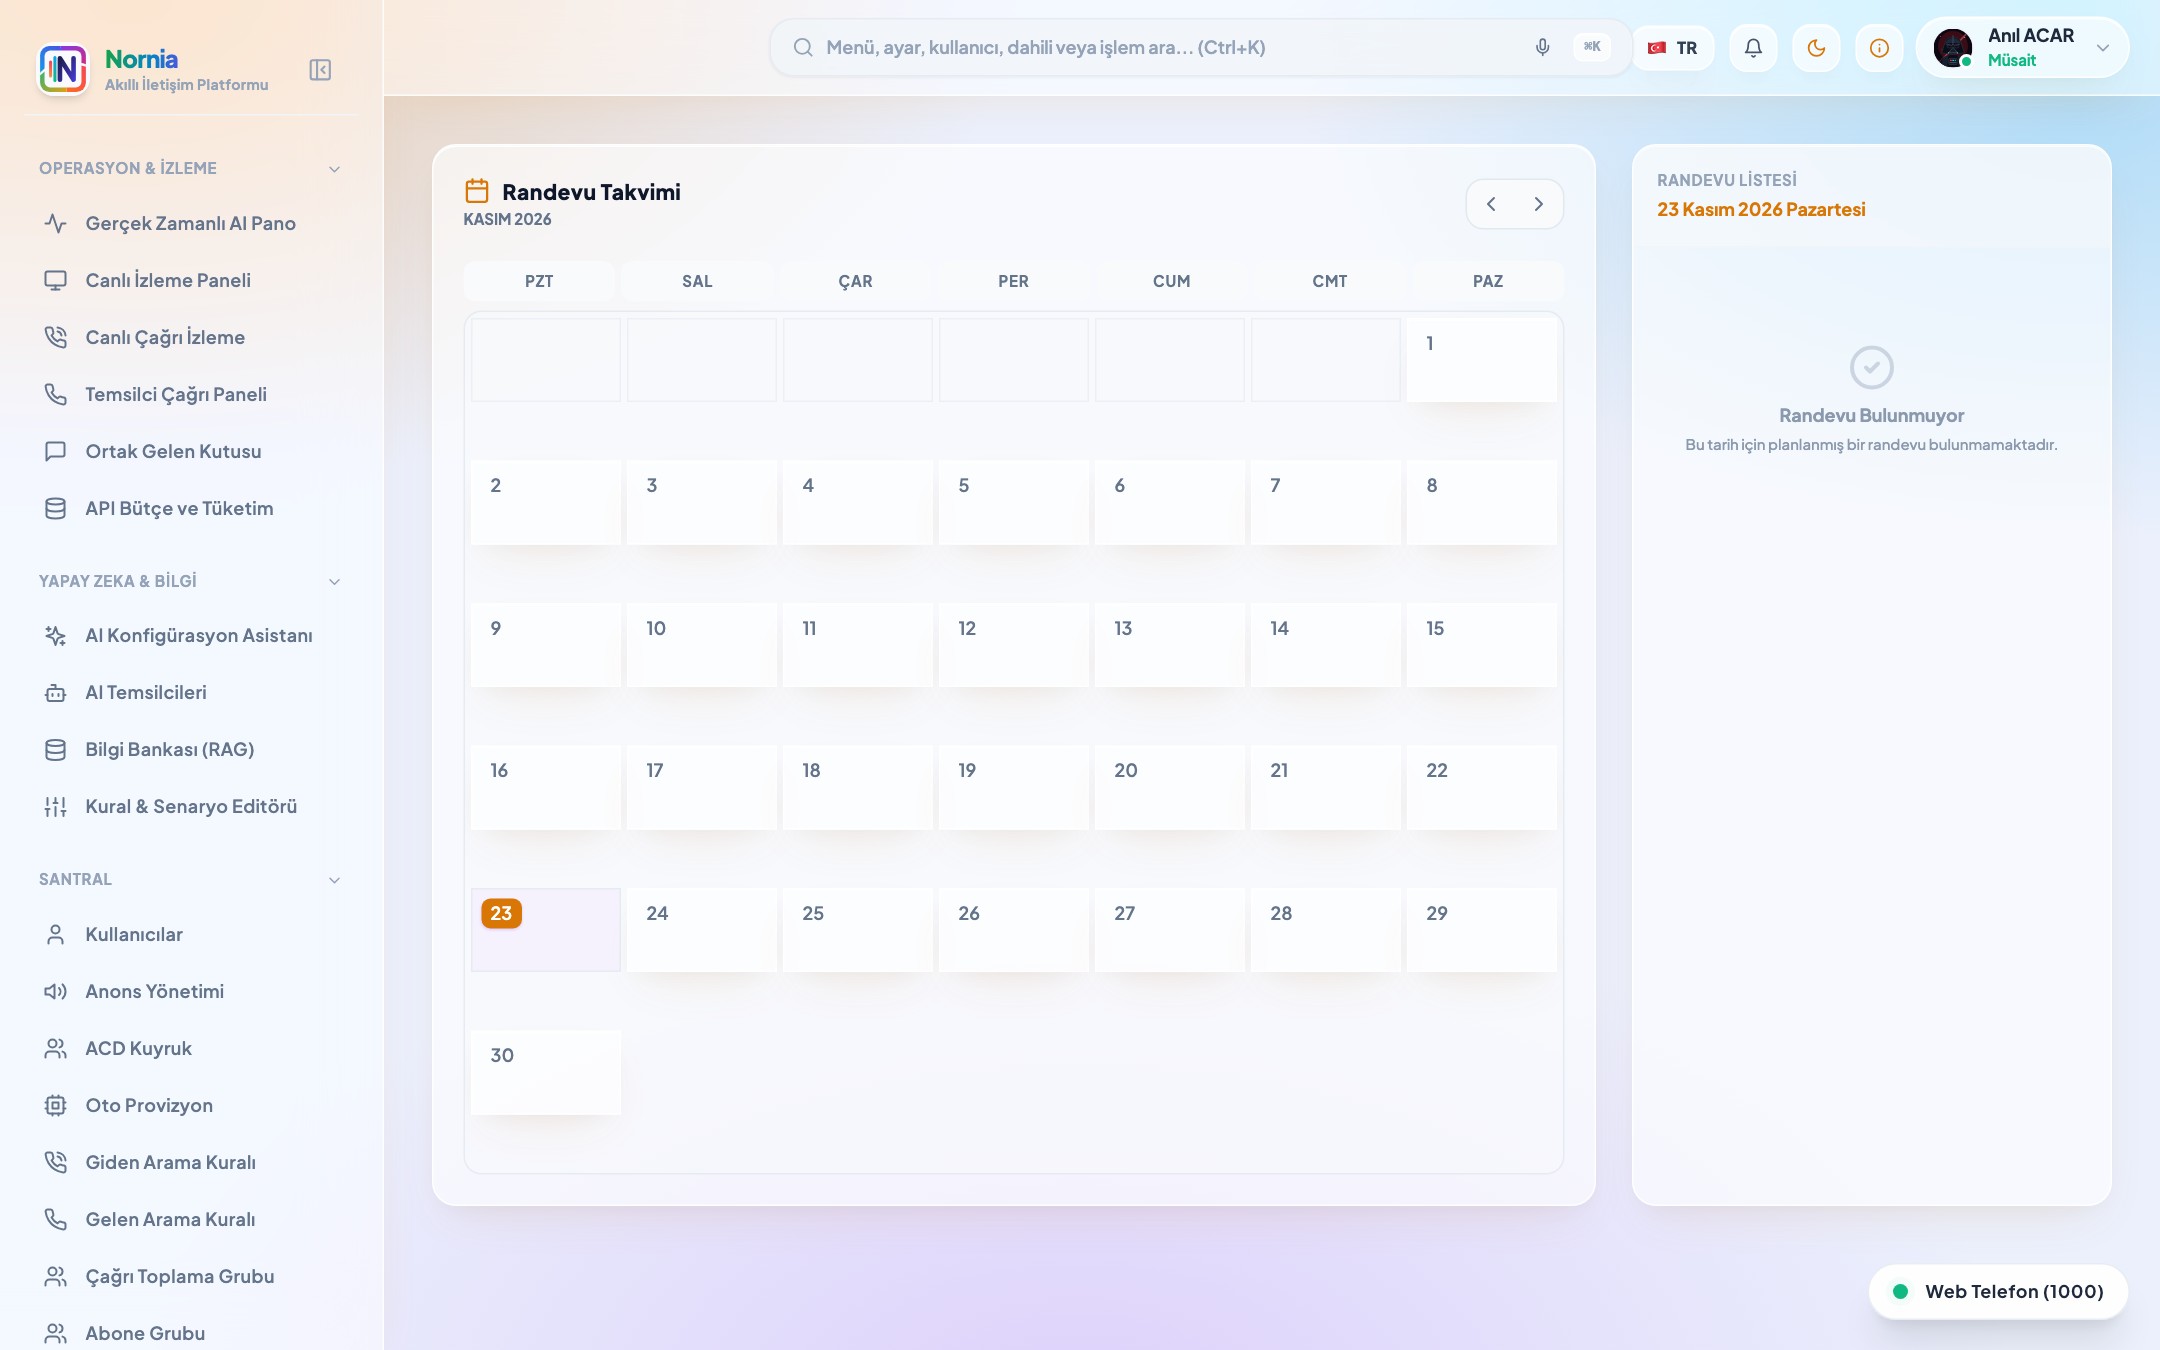 Nornia
Akıllı İletişim Platformu
OPERASYON & İZLEME
Gerçek Zamanlı AI Pano
Canlı İzleme Paneli
Canlı Çağrı İzleme
Temsilci Çağrı Paneli
Ortak Gelen Kutusu
API Bütçe ve Tüketim
YAPAY ZEKA & BİLGİ
AI Konfigürasyon Asistanı
AI Temsilcileri
Bilgi Bankası (RAG)
Kural & Senaryo Editörü
SANTRAL
Kullanıcılar
Anons Yönetimi
ACD Kuyruk
Oto Provizyon
Giden Arama Kuralı
Gelen Arama Kuralı
Çağrı Toplama Grubu
Abone Grubu
Menü, ayar, kullanıcı, dahili veya işlem ara... (Ctrl+K)
⌘K
TR
Anıl ACAR
Müsait
Randevu Takvimi
KASIM 2026
PZT SAL ÇAR PER CUM CMT PAZ
1
2 3 4 5 6 7 8
9 10 11 12 13 14 15
16 17 18 19 20 21 22
23 24 25 26 27 28 29
30
RANDEVU LİSTESİ
23 Kasım 2026 Pazartesi
Randevu Bulunmuyor
Bu tarih için planlanmış bir randevu bulunmamaktadır.
Web Telefon (1000)